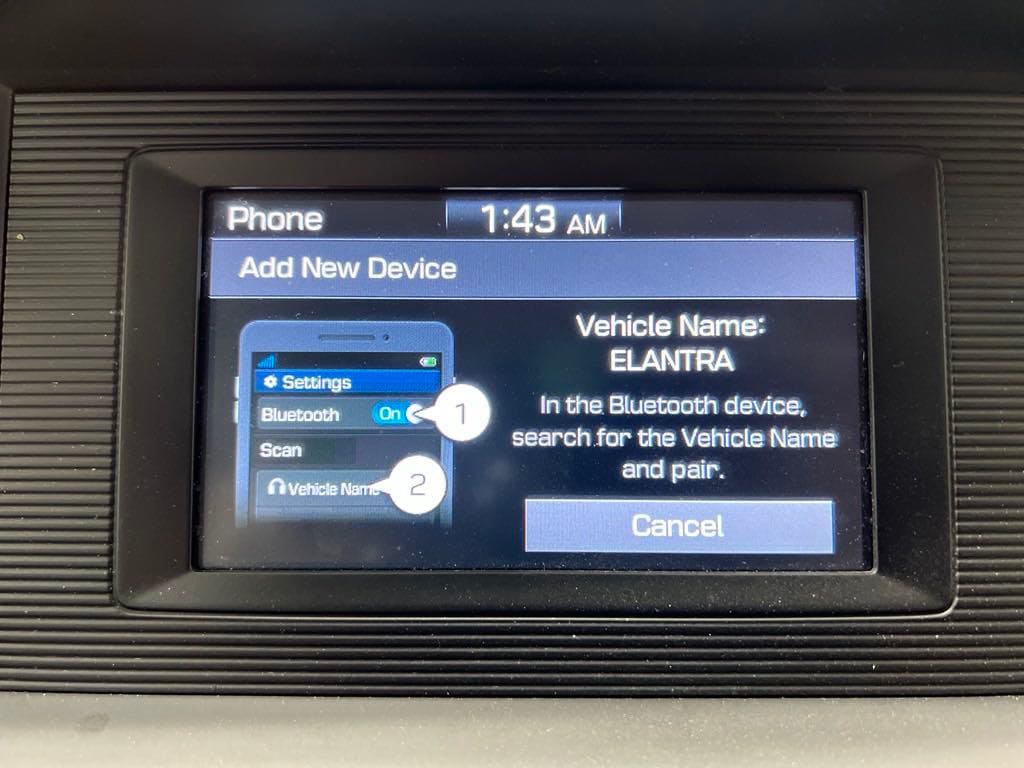 Phone
1:43 AM
Add New Device
Settings
Bluetooth On 1
Scan
Vehicle Name 2
Vehicle Name:
ELANTRA
In the Bluetooth device,
search for the Vehicle Name
and pair.
Cancel